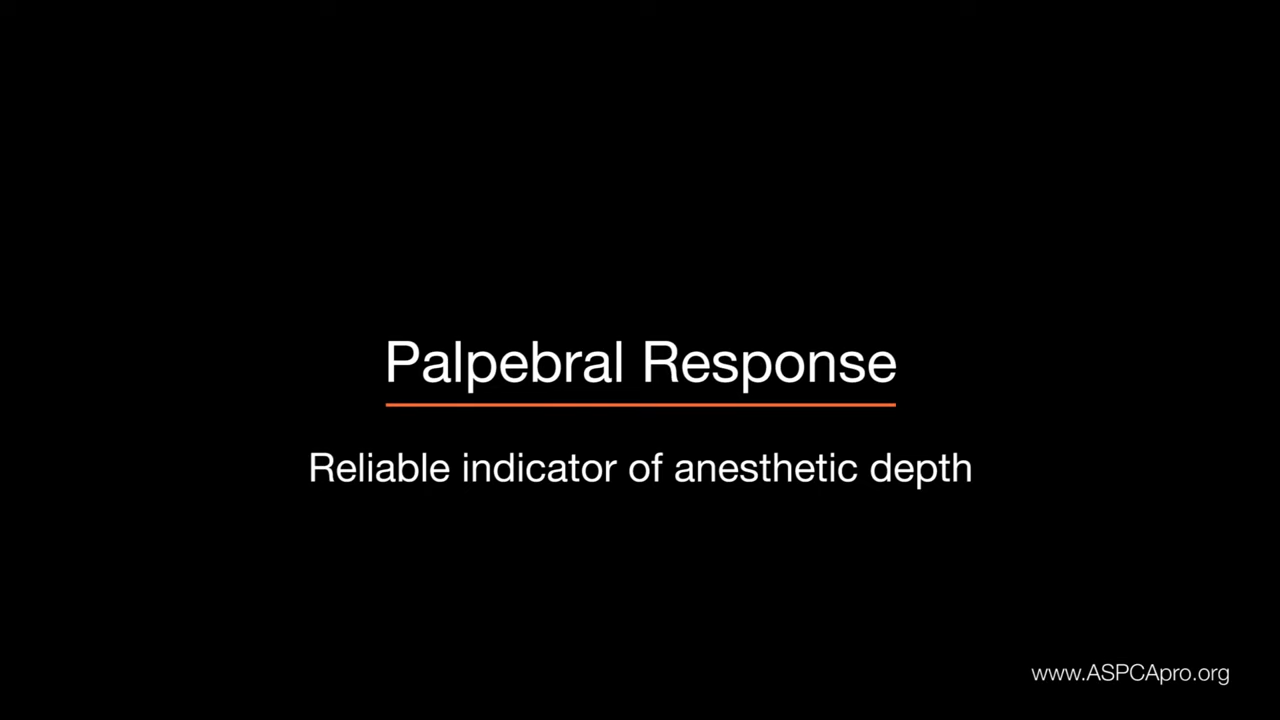 Palpebral Response
Reliable indicator of anesthetic depth
www.ASPCApro.org